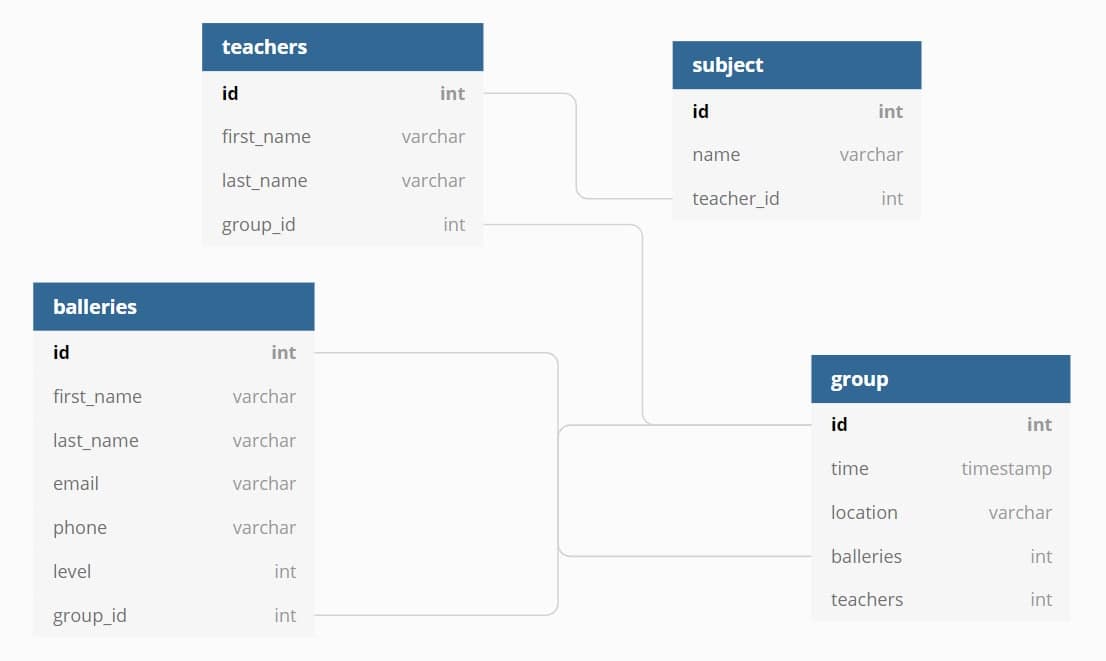 teachers
id int
first_name varchar
last_name varchar
group_id int
subject
id int
name varchar
teacher_id int
balleries
id int
first_name varchar
last_name varchar
email varchar
phone varchar
level int
group_id int
group
id int
time timestamp
location varchar
balleries int
teachers int